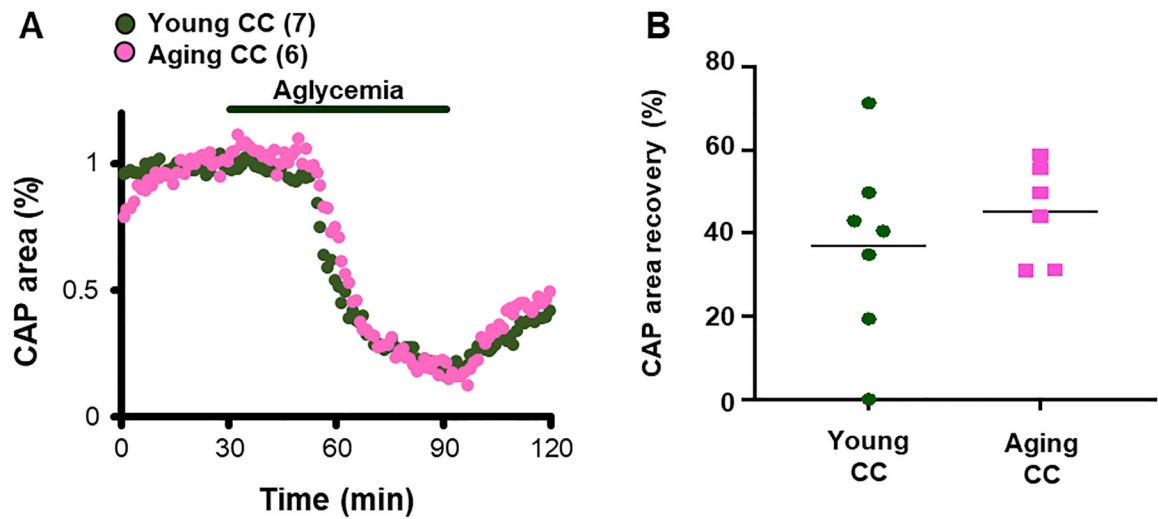 A
Young CC (7)
Aging CC (6)
Aglycemia
CAP area (%)
1
0.5
0
0 30 60 90 120
Time (min)
B
CAP area recovery (%)
80
60
40
20
0
Young
CC
Aging
CC